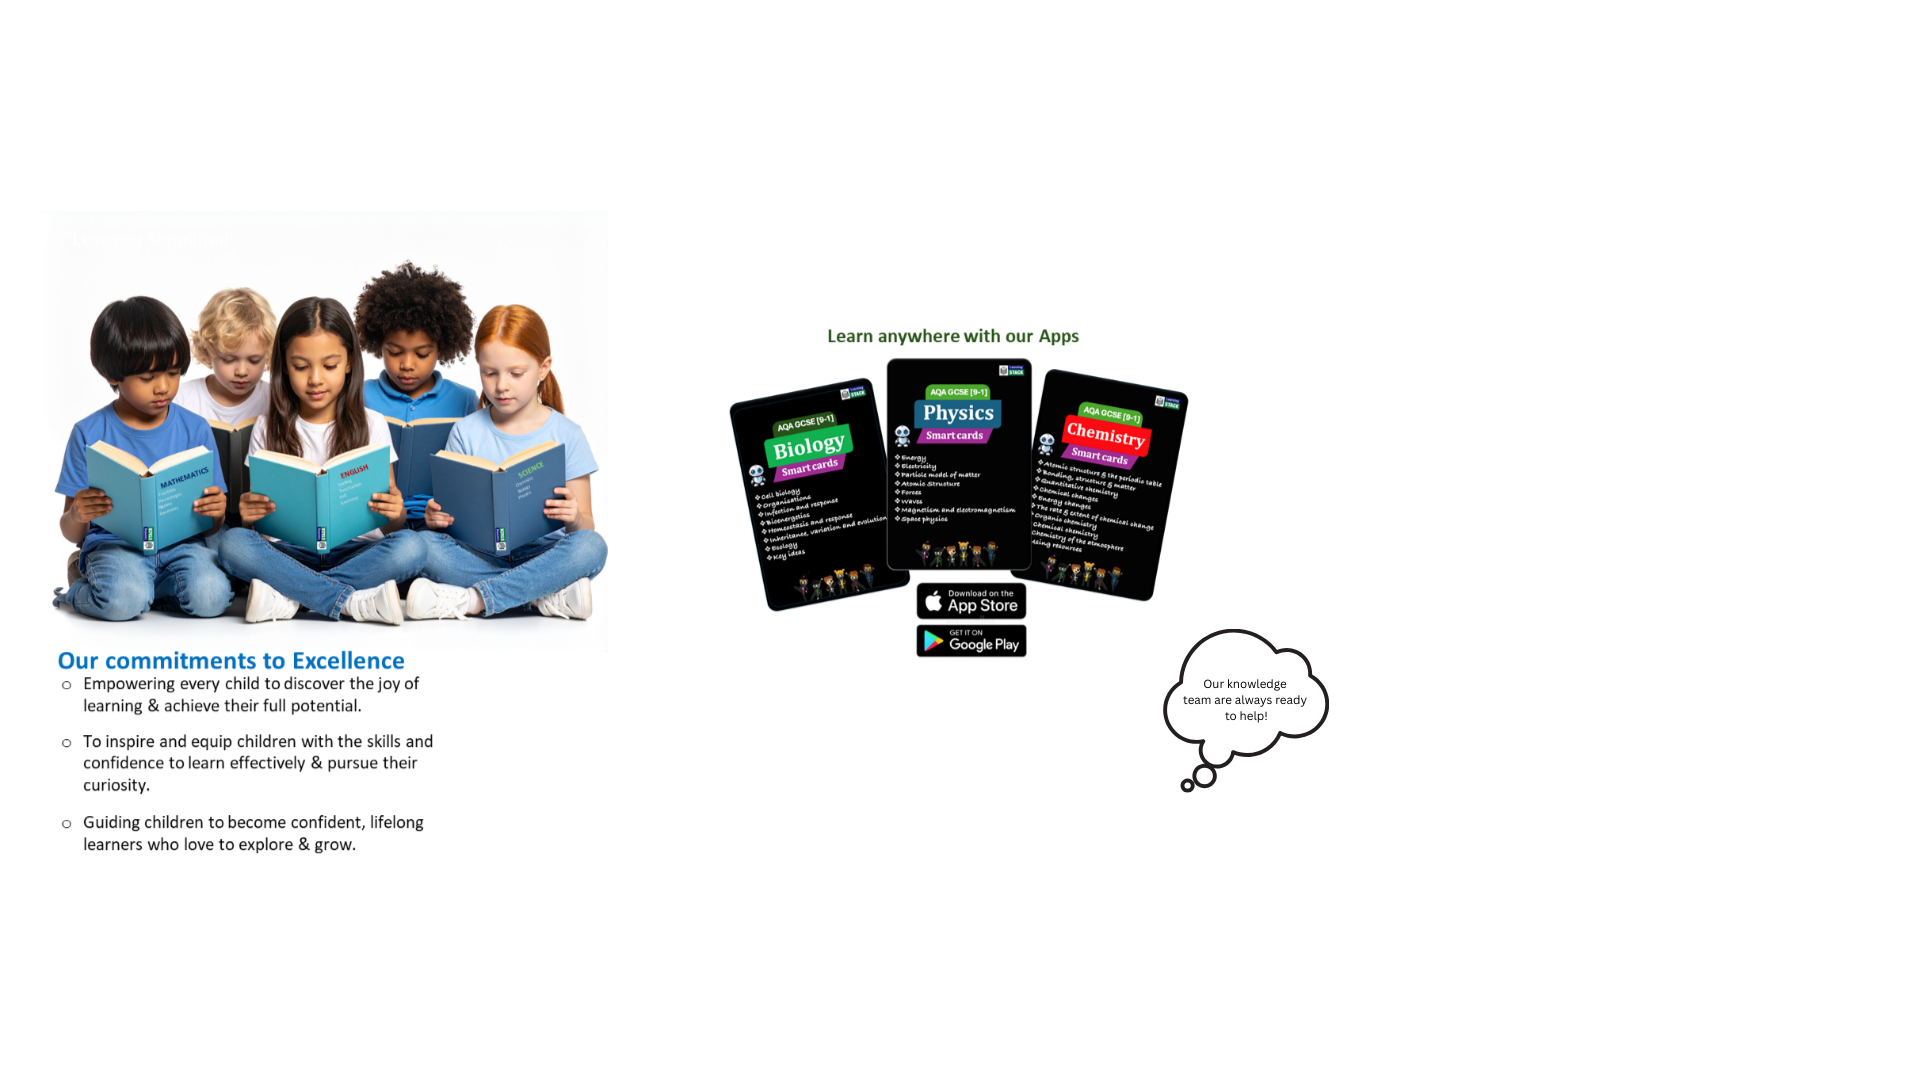 MATHEMATICS
ENGLISH
SCIENCE
Our commitments to Excellence
o Empowering every child to discover the joy of
learning & achieve their full potential.
o To inspire and equip children with the skills and
confidence to learn effectively & pursue their
curiosity.
o Guiding children to become confident, lifelong
learners who love to explore & grow.
Learn anywhere with our Apps
Learning
STACK
AQA GCSE [9-1]
Biology
Smart cards
❖ Cell biology
❖ Organisations
❖ Infection and response
❖ Bioenergetics
❖ Homeostasis and response
❖ Inheritance, variation and evolution
❖ Ecology
❖ Key ideas
Learning
STACK
AQA GCSE [9-1]
Physics
Smart cards
❖ Energy
❖ Electricity
❖ Particle model of matter
❖ Atomic Structure
❖ Forces
❖ Waves
❖ Magnetism and electromagnetism
❖ Space physics
Learning
STACK
AQA GCSE [9-1]
Chemistry
Smart cards
❖ Atomic structure & the periodic table
❖ Bonding, structure & matter
❖ Quantitative chemistry
❖ Chemical changes
❖ Energy changes
❖ The rate & extent of chemical change
❖ Organic chemistry
Chemical chemistry
Chemistry of the atmosphere
using resources
Download on the
App Store
GET IT ON
Google Play
Our knowledge
team are always ready
to help!